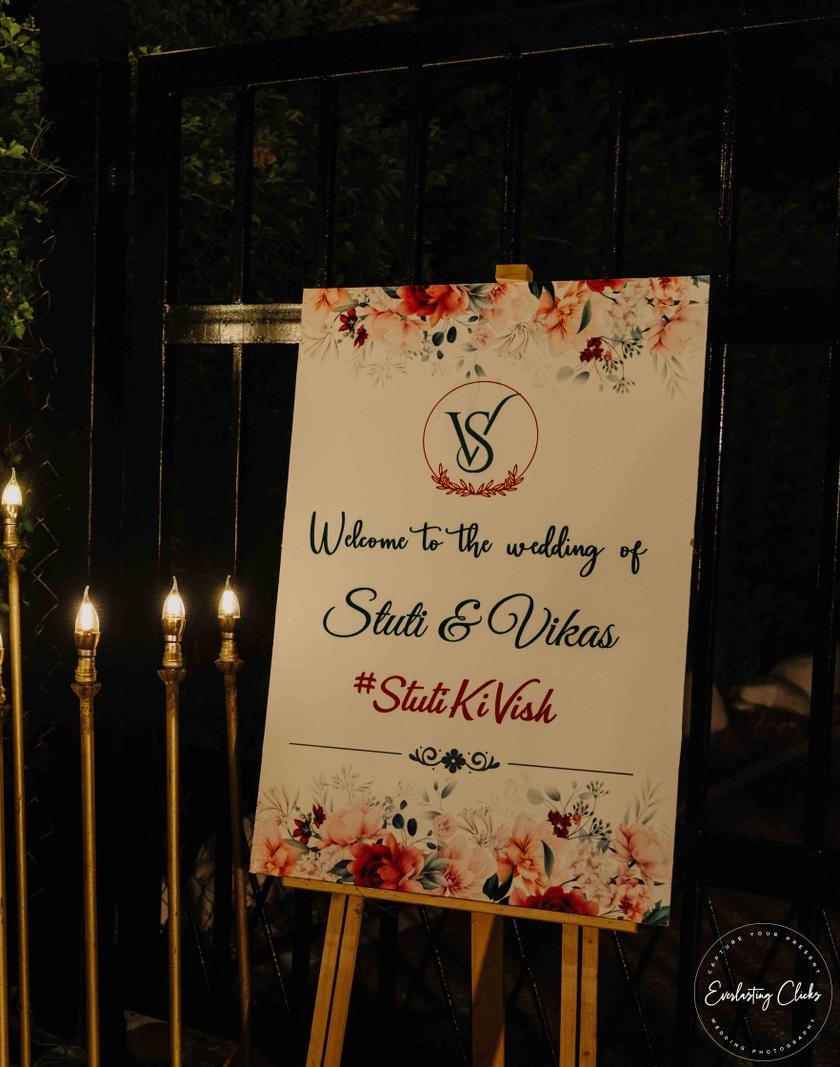 VS
Welcome to the wedding of
Stuti & Vikas
#StutiKiVish
CAPTURE YOUR PRESENT
Everlasting Clicks
WEDDING PHOTOGRAPHY